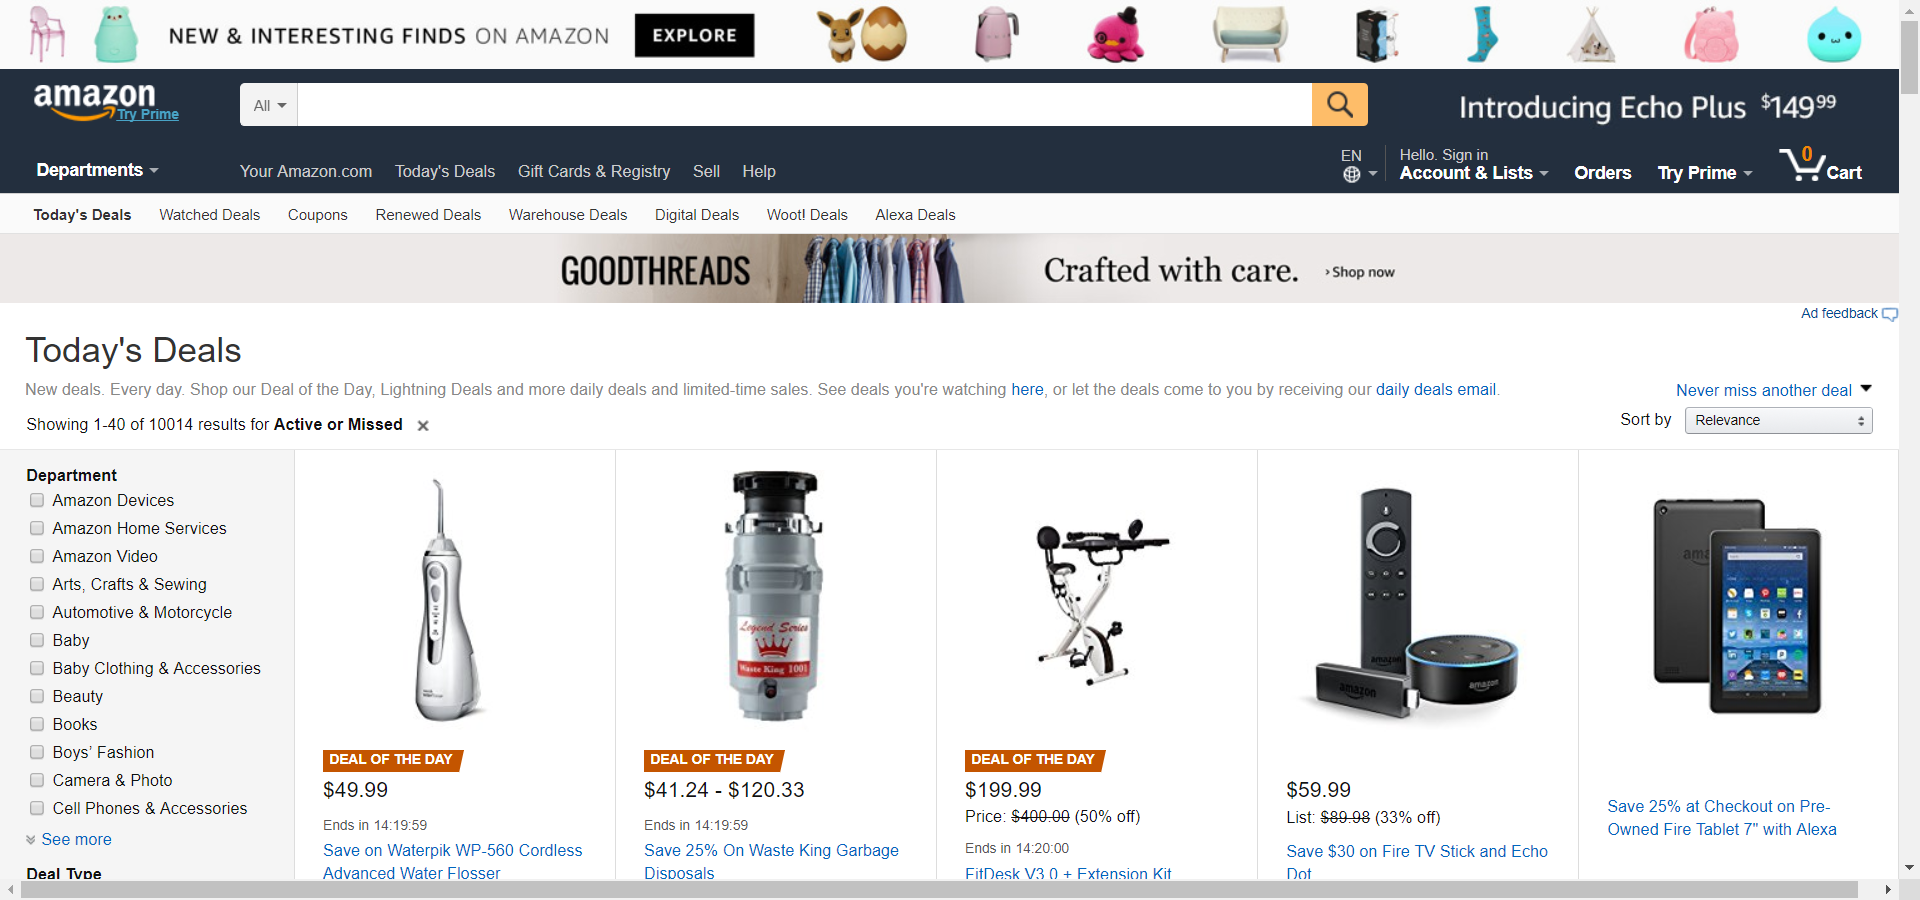 NEW & INTERESTING FINDS ON AMAZON EXPLORE
amazon
Try Prime
All
Introducing Echo Plus $149.99
Departments
Your Amazon.com Today's Deals Gift Cards & Registry Sell Help
EN
Hello. Sign in
Account & Lists
Orders
Try Prime
0
Cart
Today's Deals Watched Deals Coupons Renewed Deals Warehouse Deals Digital Deals Woot! Deals Alexa Deals
GOODTHREADS Crafted with care. › Shop now
Ad feedback
Today's Deals
New deals. Every day. Shop our Deal of the Day, Lightning Deals and more daily deals and limited-time sales. See deals you're watching here, or let the deals come to you by receiving our daily deals email.
Never miss another deal
Showing 1-40 of 10014 results for Active or Missed
Sort by Relevance
Department
Amazon Devices
Amazon Home Services
Amazon Video
Arts, Crafts & Sewing
Automotive & Motorcycle
Baby
Baby Clothing & Accessories
Beauty
Books
Boys’ Fashion
Camera & Photo
Cell Phones & Accessories
See more
Deal Type
DEAL OF THE DAY
$49.99
Ends in 14:19:59
Save on Waterpik WP-560 Cordless
Advanced Water Flosser
Legend Series
Waste King 1001
DEAL OF THE DAY
$41.24 - $120.33
Ends in 14:19:59
Save 25% On Waste King Garbage
Disposals
DEAL OF THE DAY
$199.99
Price: $400.00 (50% off)
Ends in 14:20:00
FitDesk V3.0 + Extension Kit
amazon
amazon
amazon
$59.99
List: $89.98 (33% off)
Save $30 on Fire TV Stick and Echo
Dot
Save 25% at Checkout on Pre-
Owned Fire Tablet 7" with Alexa